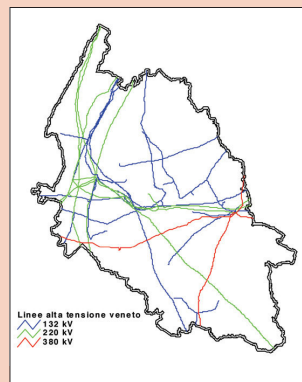 Linee alta tensione veneto
132 kV
220 kV
380 kV